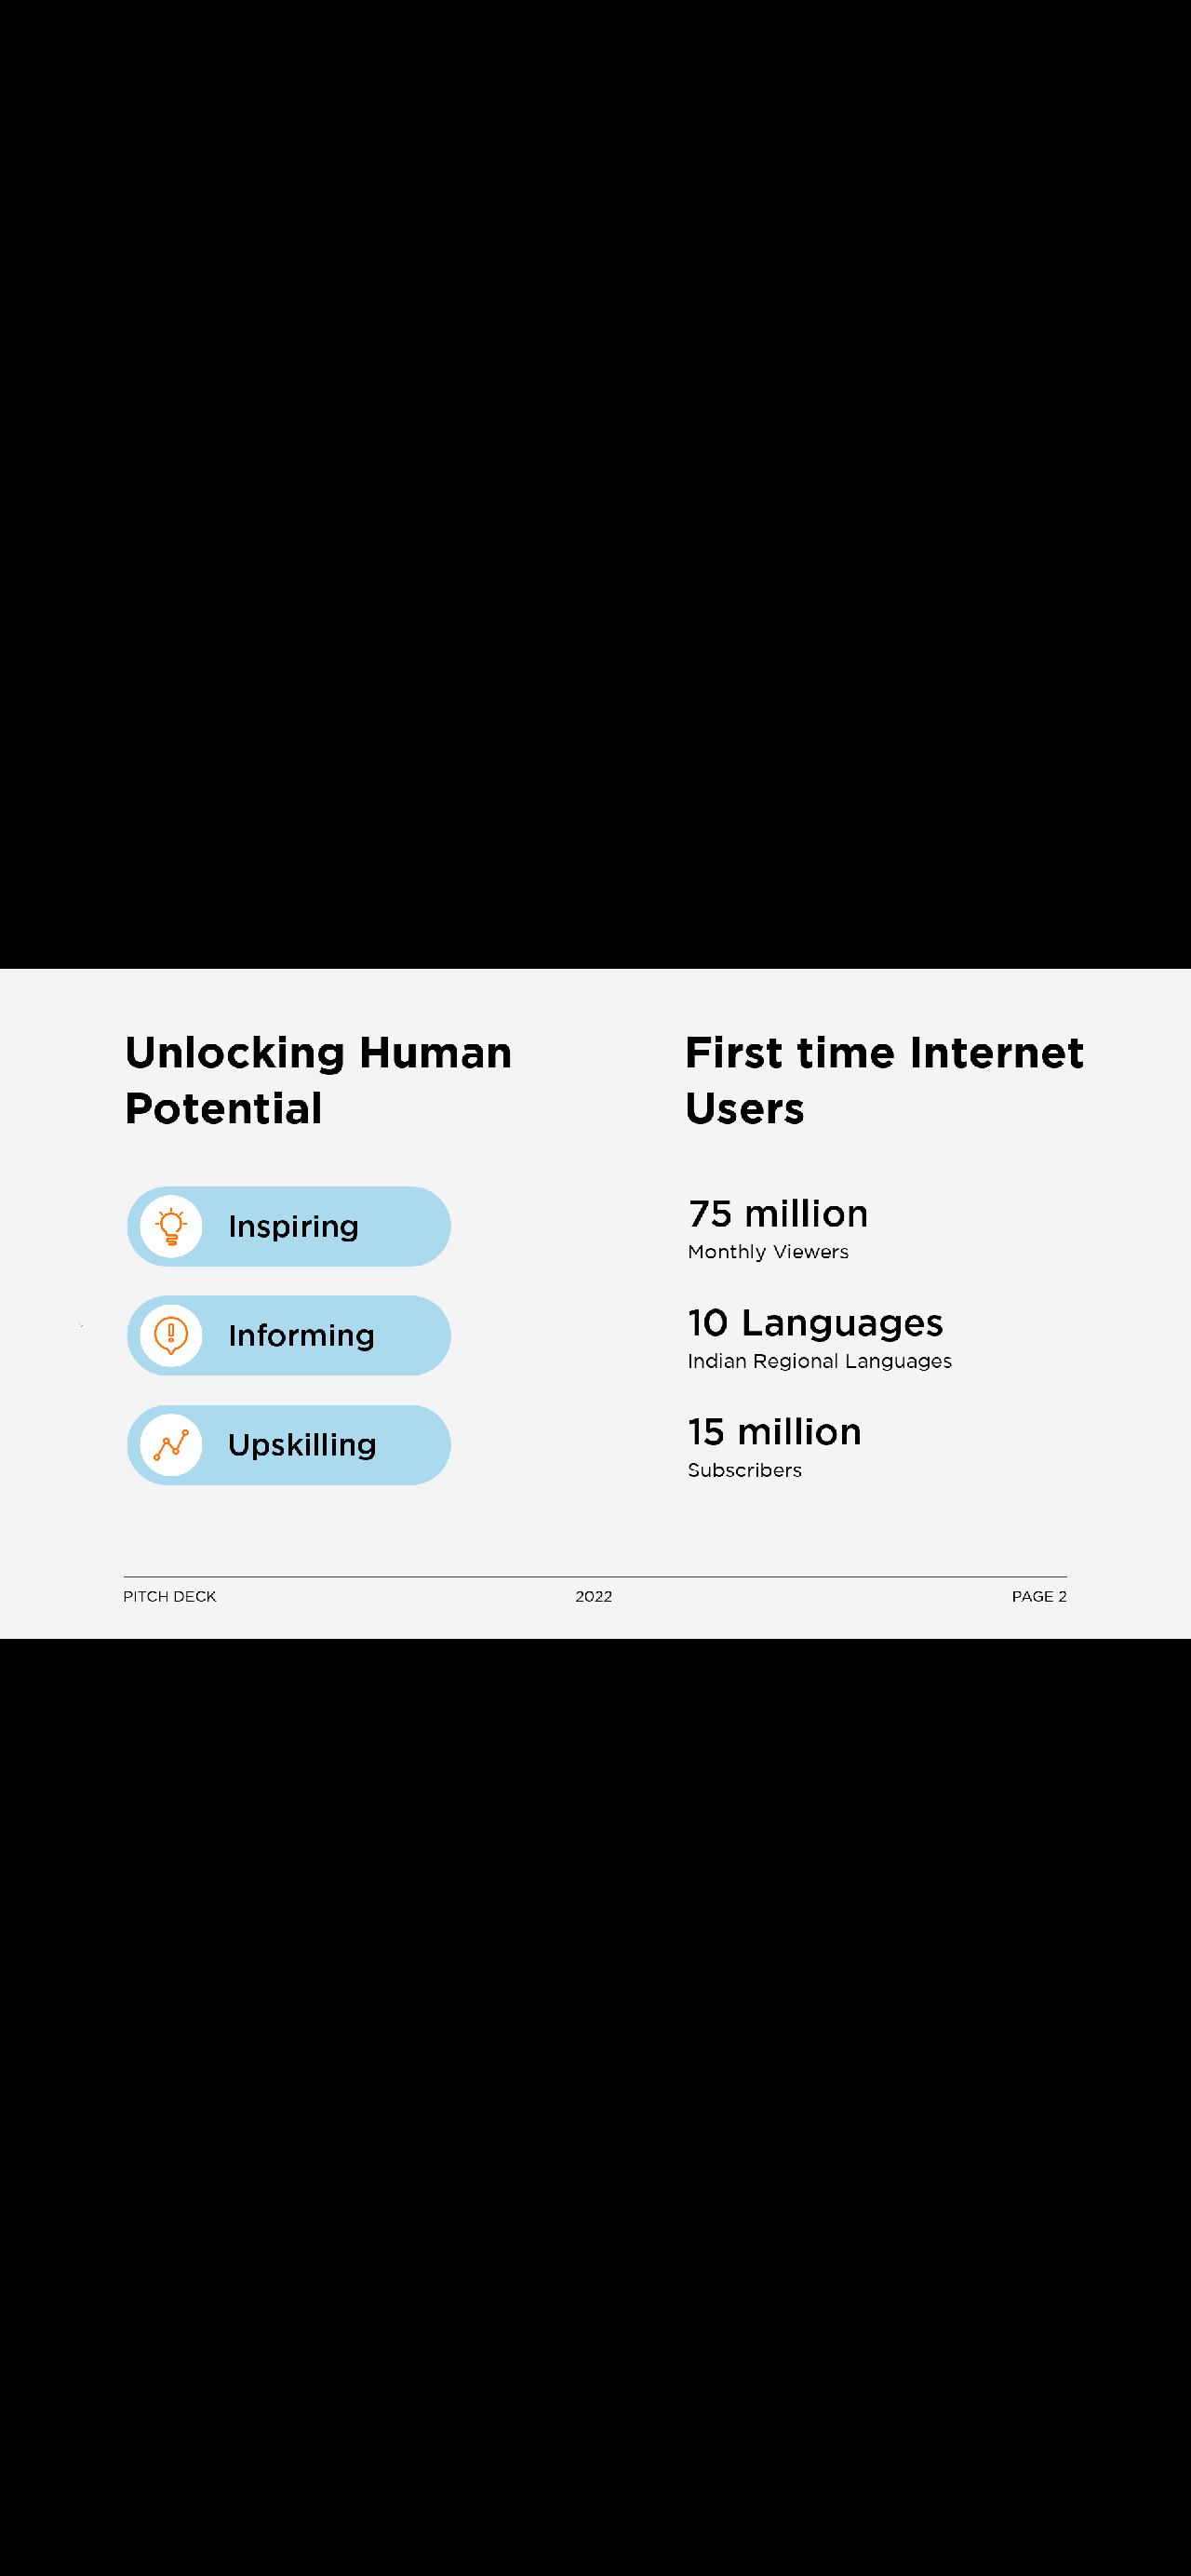 Unlocking Human
Potential
Inspiring
Informing
Upskilling
First time Internet
Users
75 million
Monthly Viewers
10 Languages
Indian Regional Languages
15 million
Subscribers
PITCH DECK
2022
PAGE 2